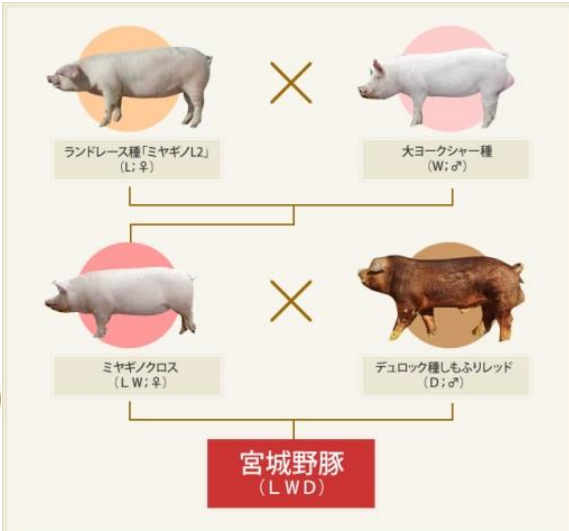 ランドレース種「ミヤギノL2」
(L;♀)
大ヨークシャー種
(W;♂)
ミヤギノクロス
(LW;♀)
デュロック種しもふりレッド
(D;♂)
宮城野豚
(LWD)